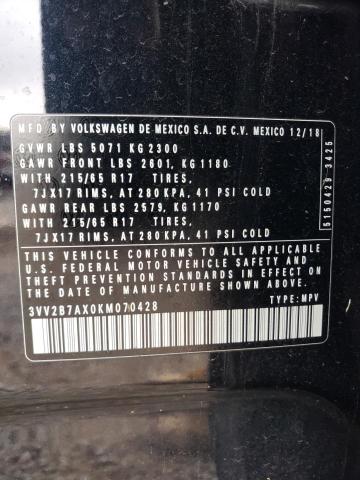 MFD BY VOLKSWAGEN DE MEXICO S.A. DE C.V. MEXICO 12/18
GVWR LBS 5071 KG 2300
GAWR FRONT LBS 2601, KG 1180
WITH 215/65 R17 TIRES,
7JX17 RIMS, AT 280 KPA, 41 PSI COLD
GAWR REAR LBS 2579, KG 1170
WITH 215/65 R17 TIRES,
7JX17 RIMS, AT 280KPA, 41 PSI COLD
THIS VEHICLE CONFORMS TO ALL APPLICABLE
U.S. FEDERAL MOTOR VEHICLE SAFETY AND
THEFT PREVENTION STANDARDS IN EFFECT ON THE
DATE OF MANUFACTURE SHOWN ABOVE.
3VV2B7AX0KM070428 TYPE: MPV
5150429 3425